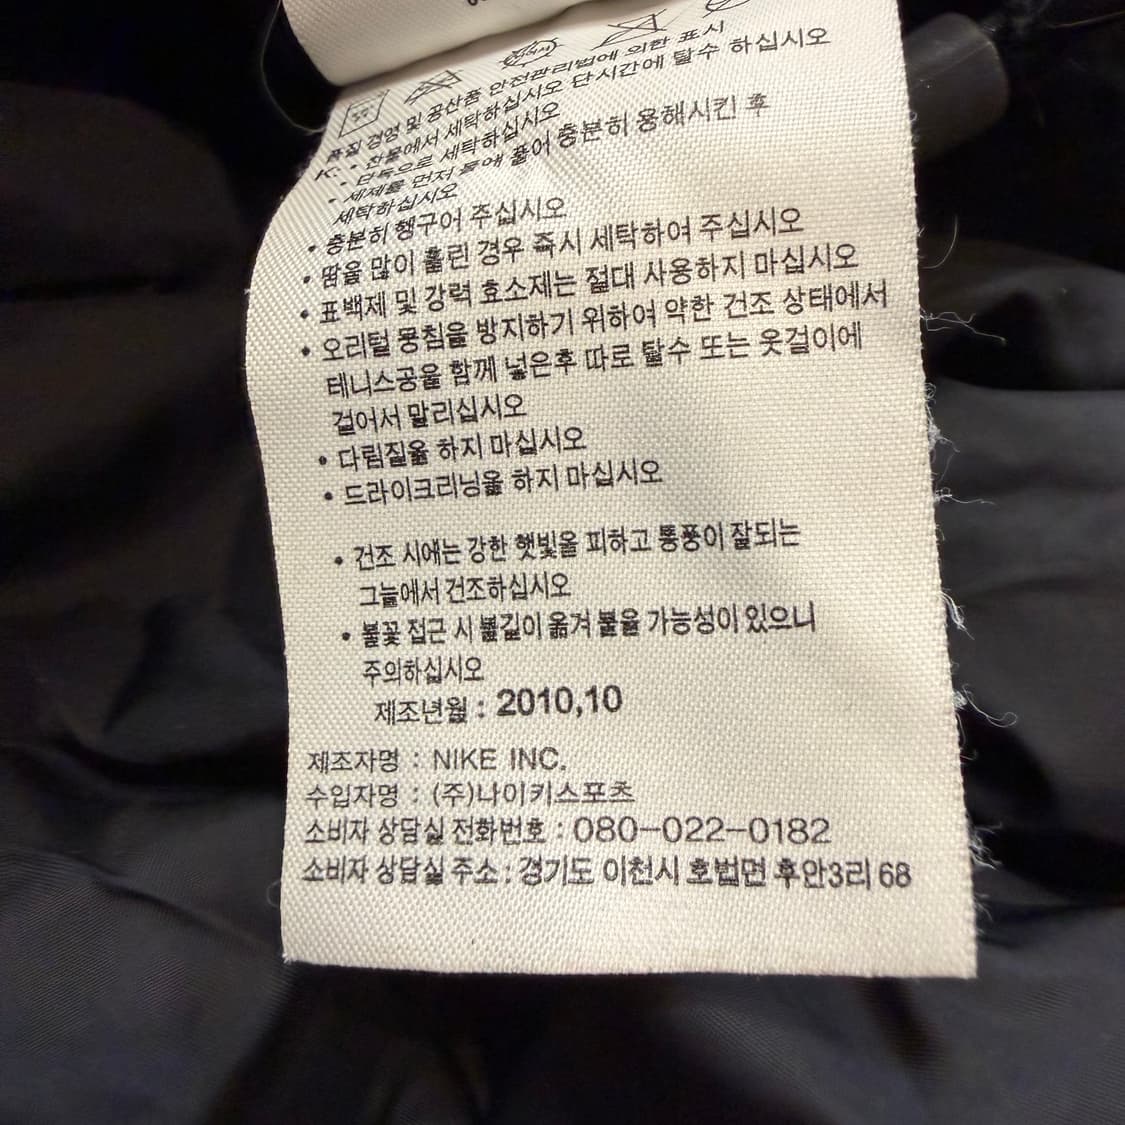 품질 경영 및 공산품 안전관리법에 의한 표시
K: • 찬물에서 세탁하십시오 단시간에 탈수 하십시오
• 단독으로 세탁하십시오
• 세제를 먼저 물에 풀어 충분히 용해시킨 후
세탁하십시오
• 충분히 헹구어 주십시오
• 땀을 많이 흘린 경우 즉시 세탁하여 주십시오
• 표백제 및 강력 효소제는 절대 사용하지 마십시오
• 오리털 뭉침을 방지하기 위하여 약한 건조 상태에서
테니스공을 함께 넣은후 따로 탈수 또는 옷걸이에
걸어서 말리십시오
• 다림질을 하지 마십시오
• 드라이크리닝을 하지 마십시오
• 건조 시에는 강한 햇빛을 피하고 통풍이 잘되는
그늘에서 건조하십시오
• 불꽃 접근 시 불길이 옮겨 붙을 가능성이 있으니
주의하십시오
제조년월 : 2010,10
제조자명 : NIKE INC.
수입자명 : (주)나이키스포츠
소비자 상담실 전화번호 : 080-022-0182
소비자 상담실 주소 : 경기도 이천시 호법면 후안3리 68